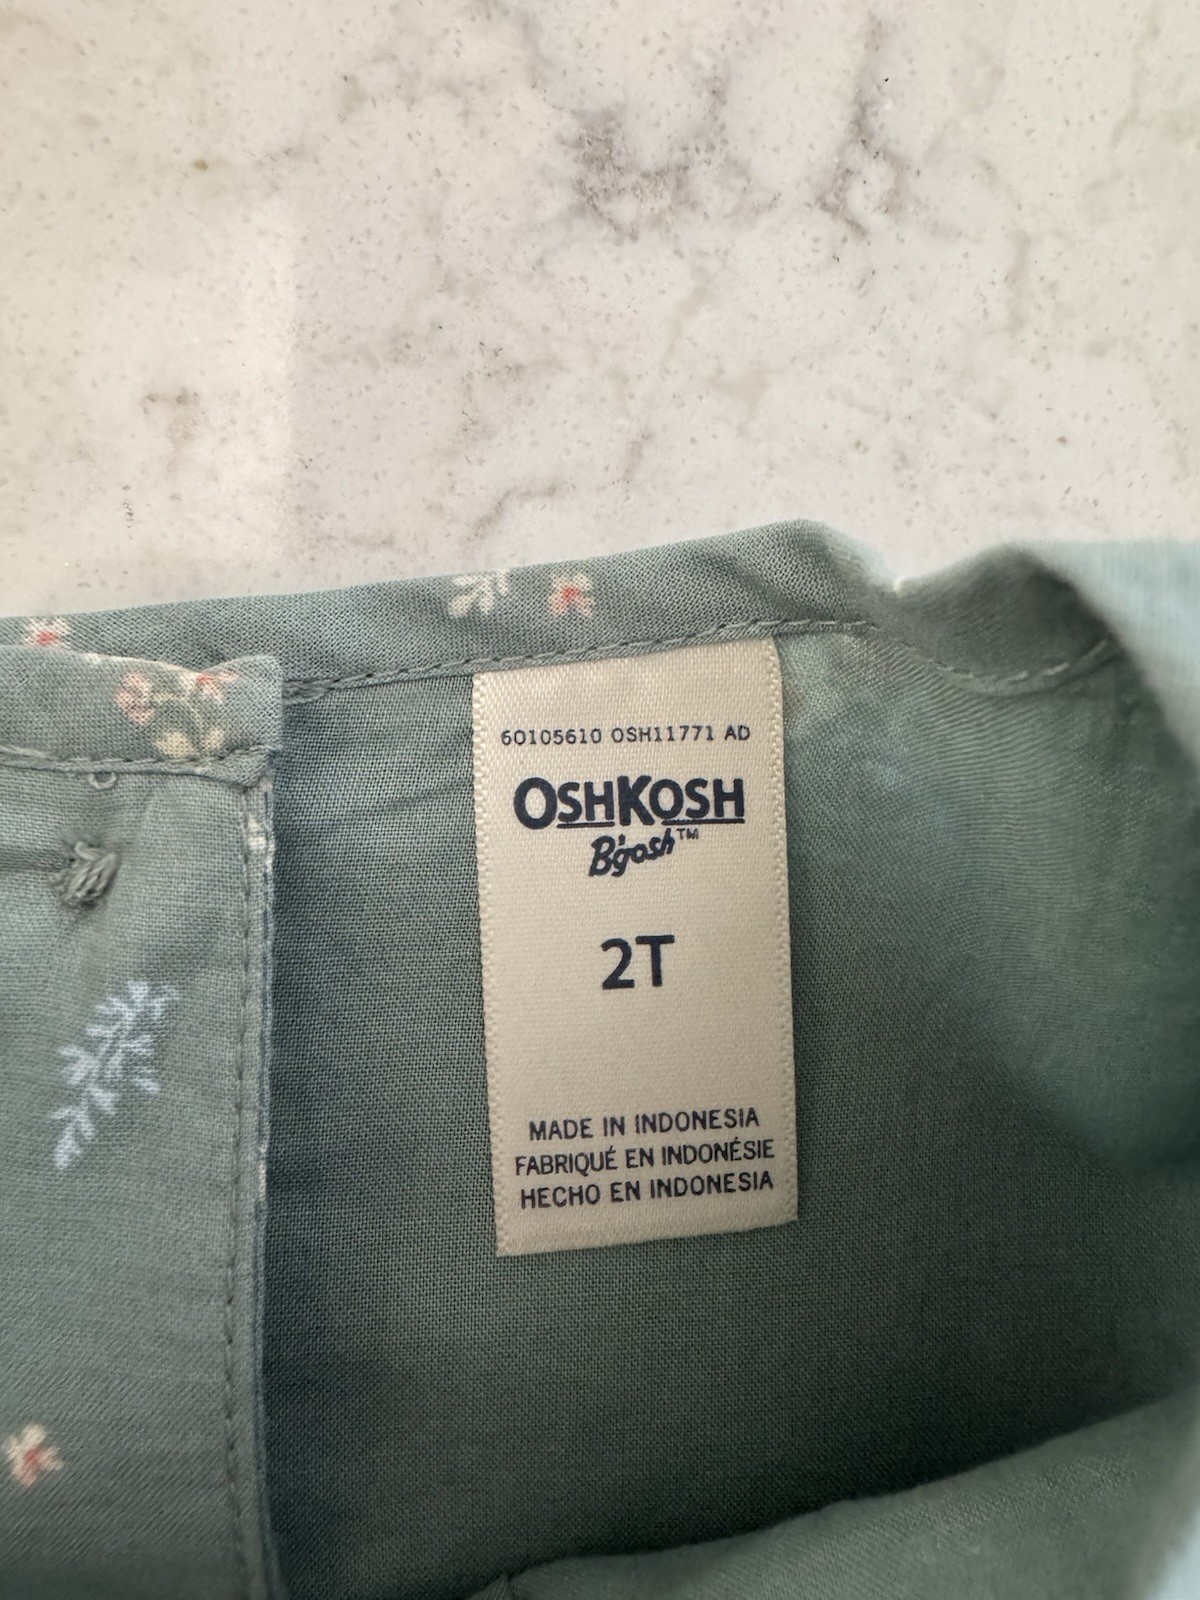 60105610 OSH11771 AD
OSHKOSH
B'gosh™
2T
MADE IN INDONESIA
FABRIQUÉ EN INDONÉSIE
HECHO EN INDONESIA